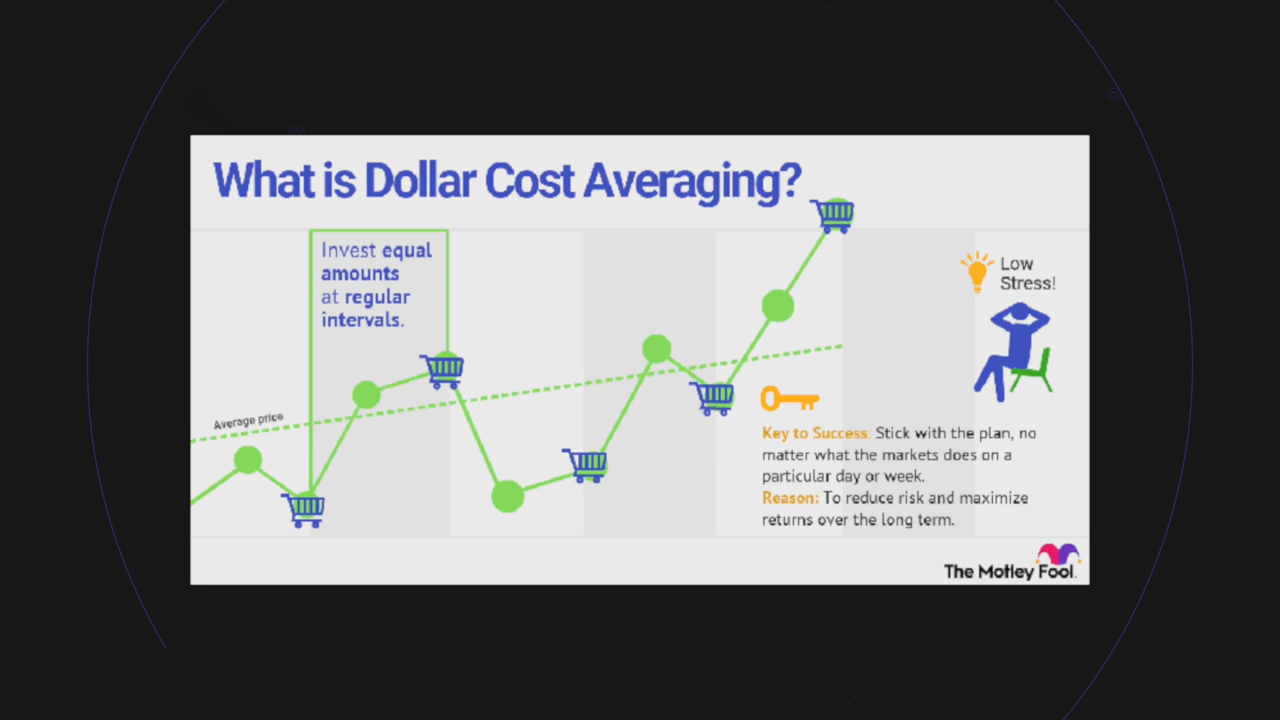 What is Dollar Cost Averaging?
Invest equal
amounts
at regular
intervals.
Low
Stress!
Average price
Key to Success: Stick with the plan, no
matter what the markets does on a
particular day or week.
Reason: To reduce risk and maximize
returns over the long term.
The Motley Fool.